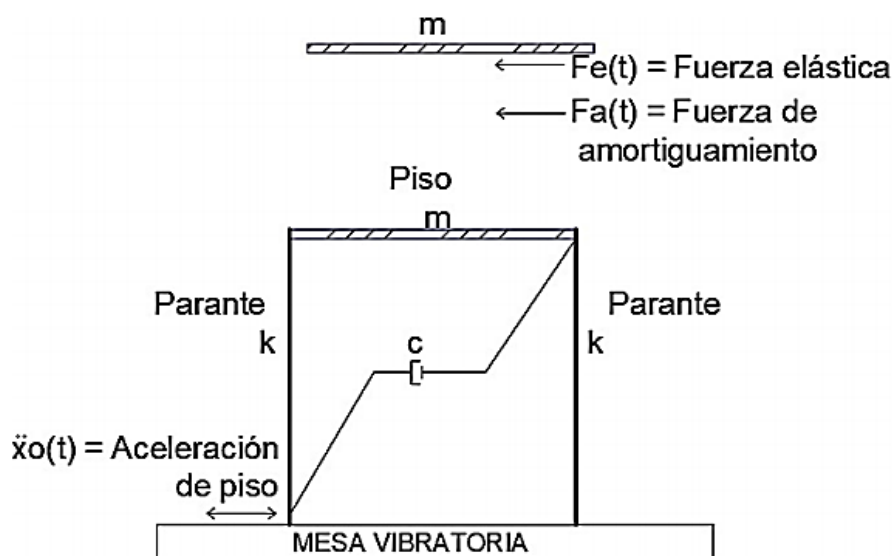 m
Fe(t) = Fuerza elástica
Fa(t) = Fuerza de
amortiguamiento
Piso
m
Parante
k
Parante
k
c
ẍo(t) = Aceleración
de piso
MESA VIBRATORIA